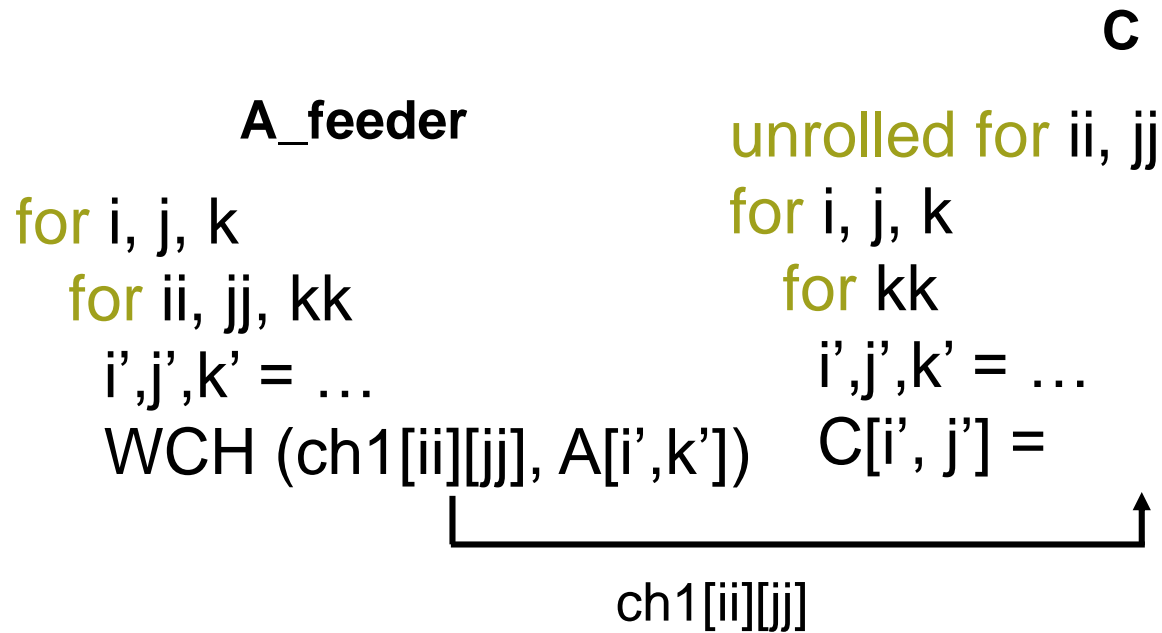 A_feeder
for i, j, k
for ii, jj, kk
i’,j’,k’ = …
WCH (ch1[ii][jj], A[i’,k’])
C
unrolled for ii, jj
for i, j, k
for kk
i’,j’,k’ = …
C[i’, j’] =
ch1[ii][jj]